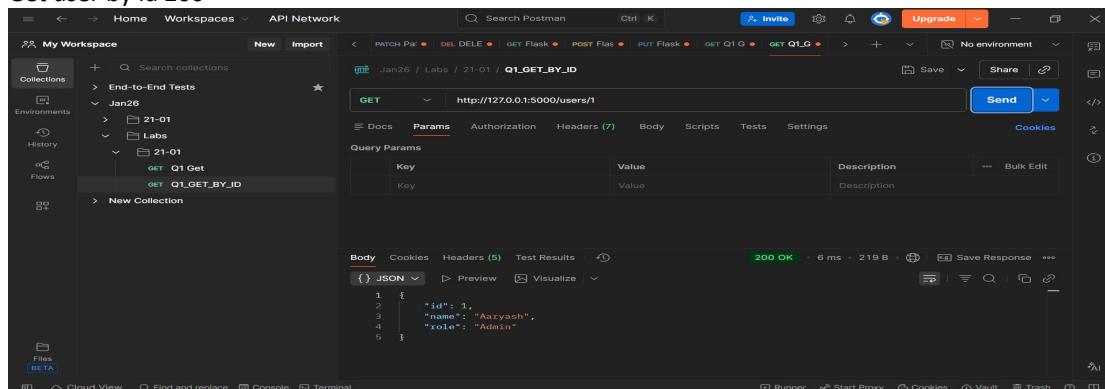 Home Workspaces API Network Search Postman Ctrl K Invite Upgrade
My Workspace New Import PATCH Par DEL DELE GET Flask POST Flas PUT Flask GET Q1 G GET Q1_G No environment
Collections Search collections Jan26 / Labs / 21-01 / Q1_GET_BY_ID Save Share
End-to-End Tests
Environments Jan26 GET http://127.0.0.1:5000/users/1 Send
21-01
History Labs Docs Params Authorization Headers (7) Body Scripts Tests Settings Cookies
21-01 Query Params
Flows GET Q1 Get Key Value Description Bulk Edit
GET Q1_GET_BY_ID Key Value Description
New Collection
Body Cookies Headers (5) Test Results 200 OK 6 ms 219 B Save Response
{} JSON Preview Visualize
1 {
2 "id": 1,
3 "name": "Aaryash",
4 "role": "Admin"
5 }
Files
BETA AI
Cloud View Find and replace Console Terminal Runner Start Proxy Cookies Vault Trash